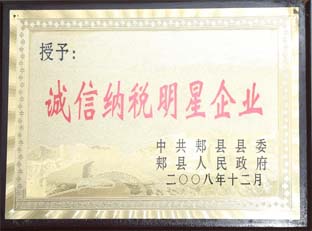 授予：
诚信纳税明星企业
中共郏县县委
郏县人民政府
二〇〇八年十二月